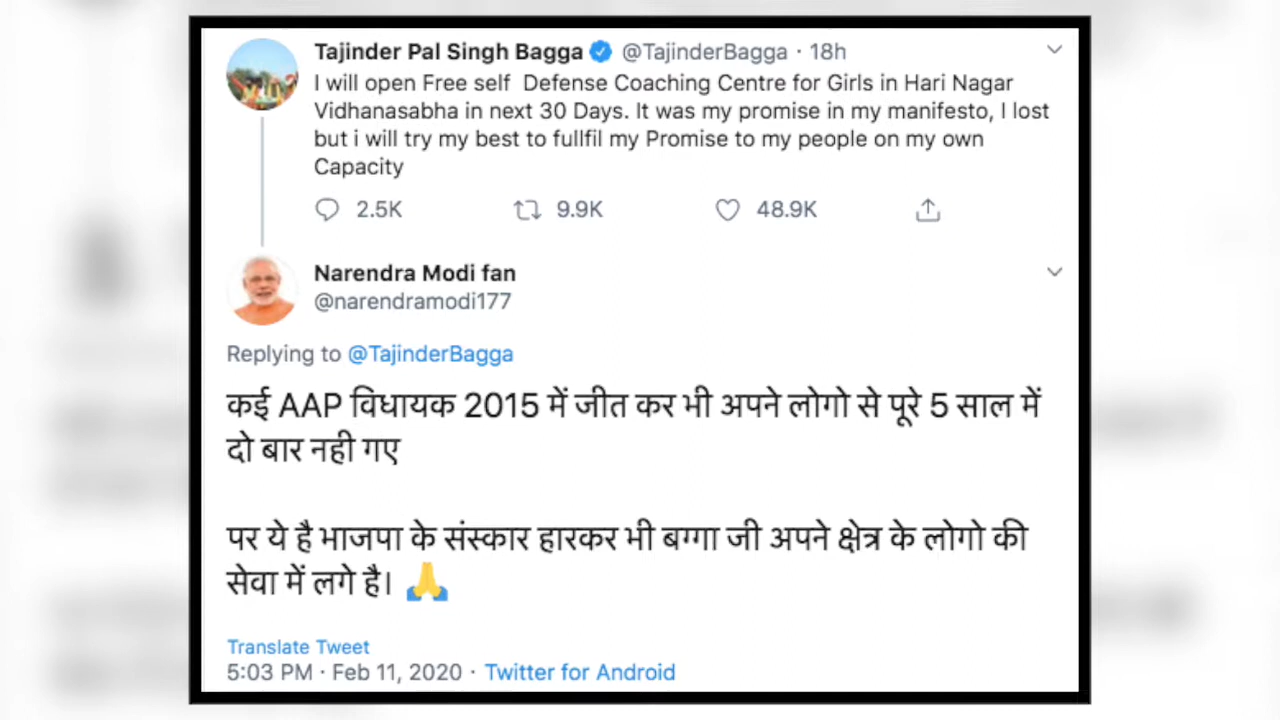 Tajinder Pal Singh Bagga @TajinderBagga · 18h
I will open Free self Defense Coaching Centre for Girls in Hari Nagar
Vidhanasabha in next 30 Days. It was my promise in my manifesto, I lost
but i will try my best to fullfil my Promise to my people on my own
Capacity
2.5K 9.9K 48.9K
Narendra Modi fan
@narendramodi177
Replying to @TajinderBagga
कई AAP विधायक 2015 में जीत कर भी अपने लोगो से पूरे 5 साल में
दो बार नही गए
पर ये है भाजपा के संस्कार हारकर भी बग्गा जी अपने क्षेत्र के लोगो की
सेवा में लगे है। 🙏
Translate Tweet
5:03 PM · Feb 11, 2020 · Twitter for Android